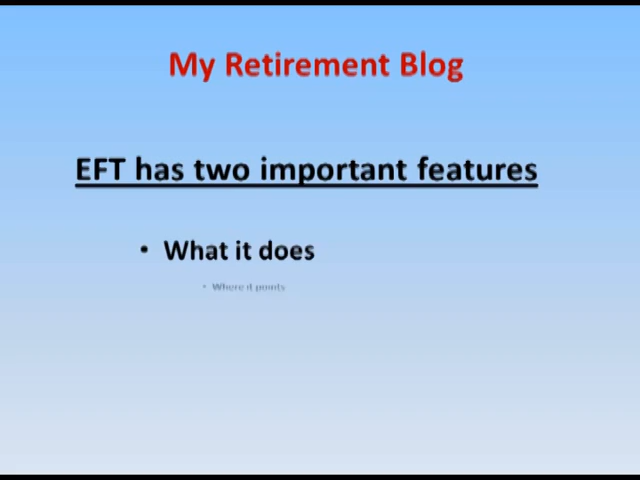 My Retirement Blog
EFT has two important features
• What it does
• Where it points